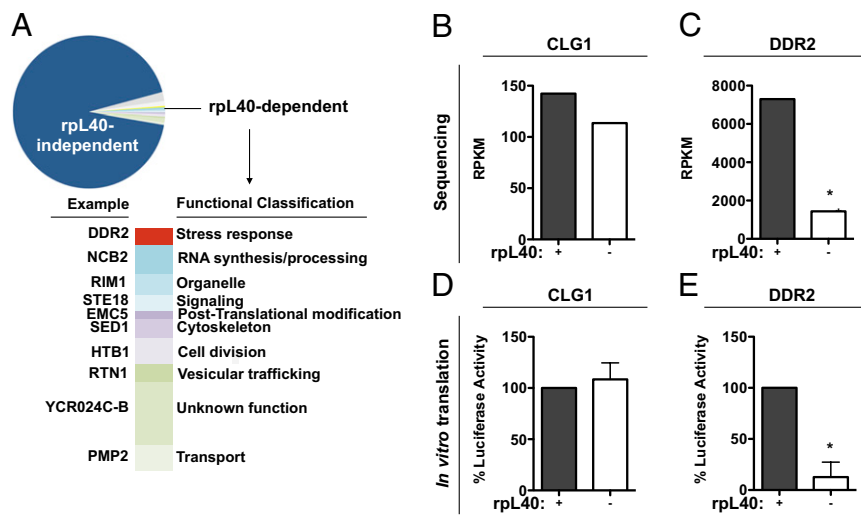 A
rpL40-
independent
rpL40-dependent
Example Functional Classification
DDR2 Stress response
NCB2 RNA synthesis/processing
RIM1 Organelle
STE18 Signaling
EMC5 Post-Translational modification
SED1 Cytoskeleton
HTB1 Cell division
RTN1 Vesicular trafficking
YCR024C-B Unknown function
PMP2 Transport
B
CLG1
Sequencing
RPKM
150
100
50
0
rpL40: + -
C
DDR2
RPKM
8000
6000
4000
2000
0
*
rpL40: + -
D
CLG1
In vitro translation
% Luciferase Activity
150
100
50
0
rpL40: + -
E
DDR2
% Luciferase Activity
150
100
50
0
*
rpL40: + -